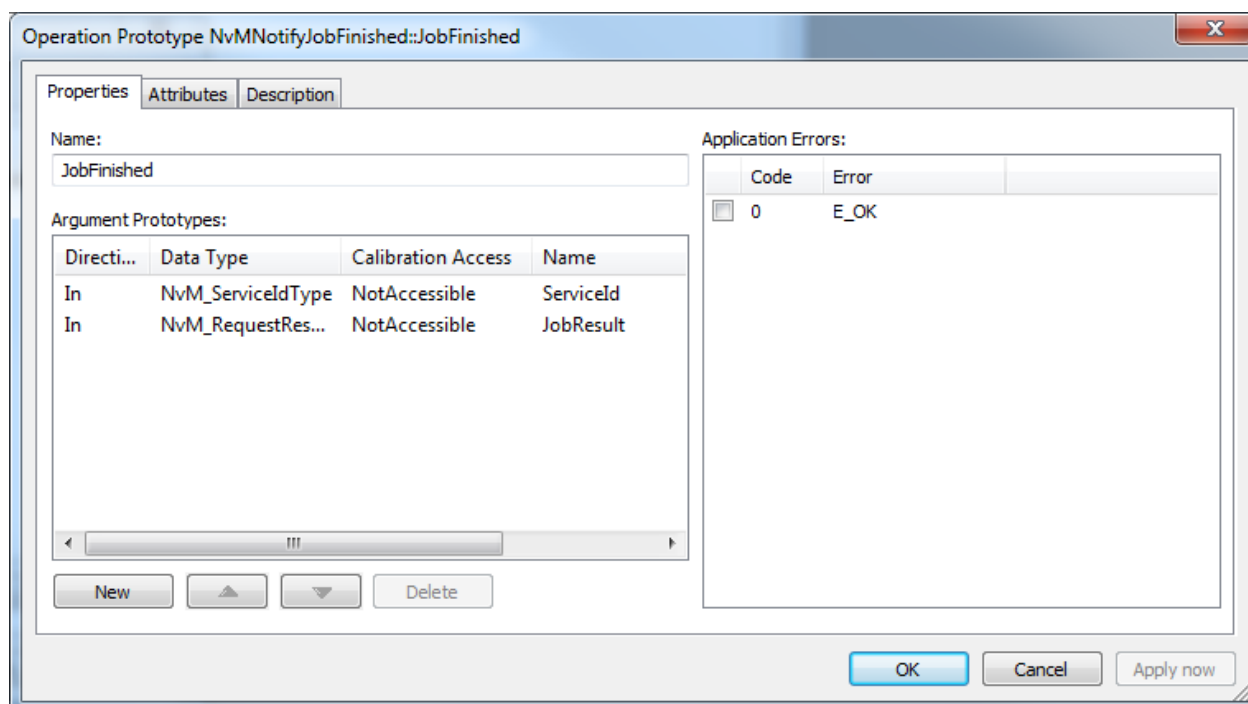 Operation Prototype NvMNotifyJobFinished::JobFinished
Properties Attributes Description
Name:
JobFinished
Argument Prototypes:
Directi... Data Type Calibration Access Name
In NvM_ServiceIdType NotAccessible ServiceId
In NvM_RequestRes... NotAccessible JobResult
New Delete
Application Errors:
Code Error
0 E_OK
OK Cancel Apply now